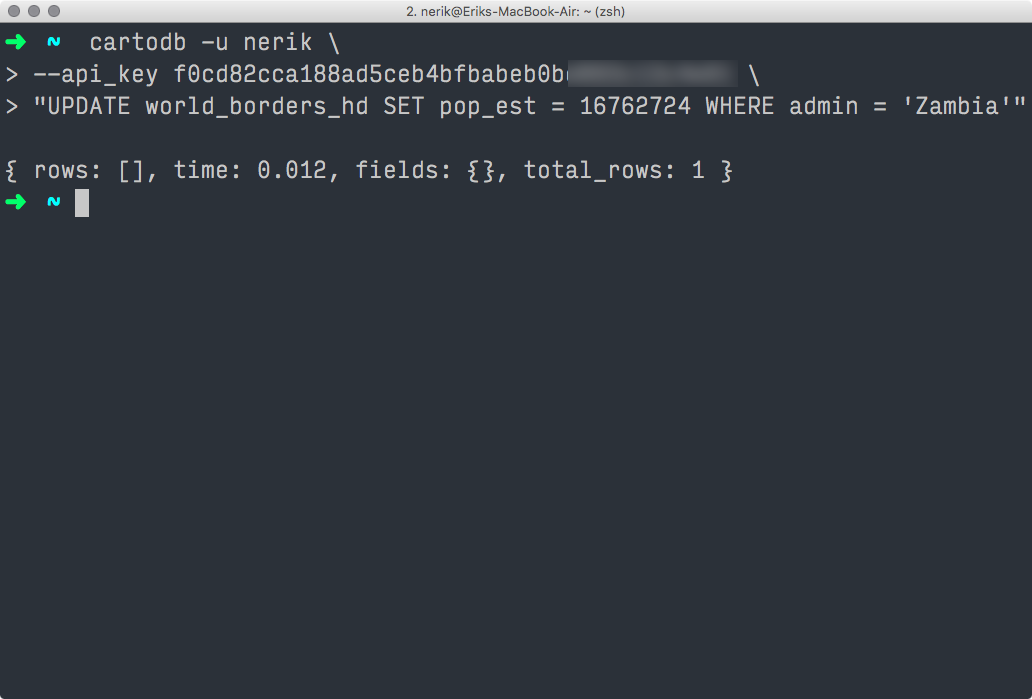 2. nerik@Eriks-MacBook-Air: ~ (zsh)
➜ ~ cartodb -u nerik \
> --api_key f0cd82cca188ad5ceb4bfbabeb0b \
> "UPDATE world_borders_hd SET pop_est = 16762724 WHERE admin = 'Zambia'"
{ rows: [], time: 0.012, fields: {}, total_rows: 1 }
➜ ~